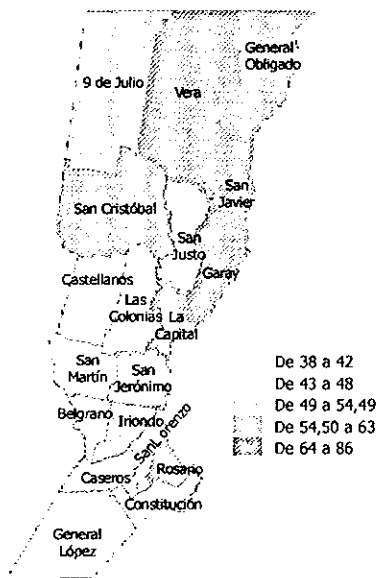 General
Obligado
9 de Julio
Vera
San
Javier
San Cristóbal
San
Justo
Garay
Castellanos
Las
Colonias
La
Capital
San
Martín
San
Jerónimo
Belgrano
Iriondo
San Lorenzo
Caseros
Rosario
Constitución
General
López
De 38 a 42
De 43 a 48
De 49 a 54,49
De 54,50 a 63
De 64 a 86